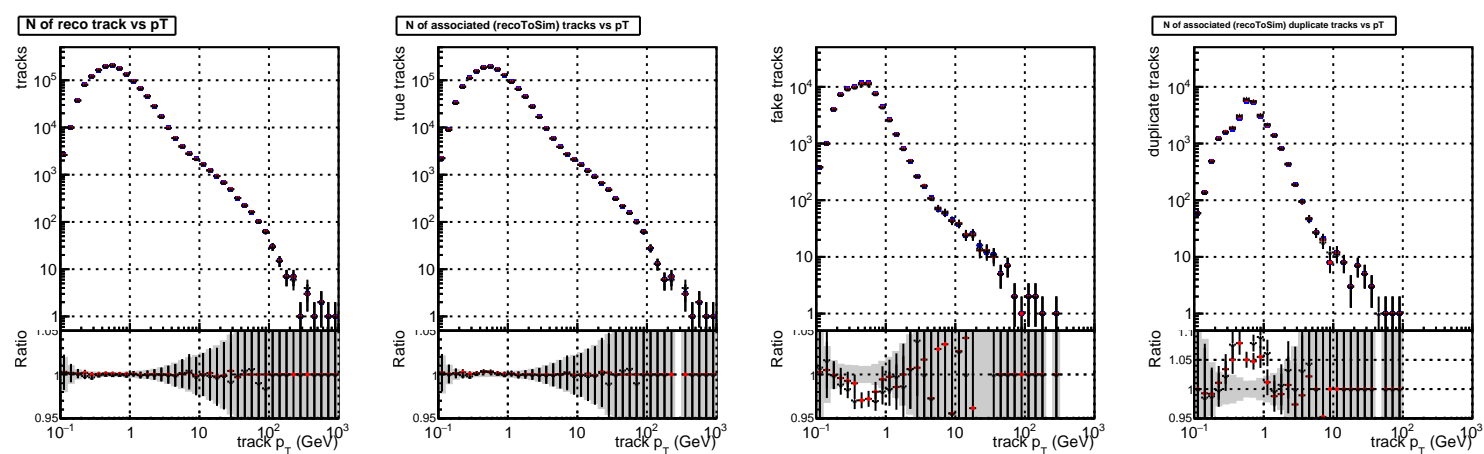 N of reco track vs pT
tracks
10^5
10^4
10^3
10^2
10
1
Ratio
1.05
0.95
10^-1 1 10 10^2 10^3
track p_T (GeV)
N of associated (recoToSim) tracks vs pT
true tracks
10^5
10^4
10^3
10^2
10
1
Ratio
1.05
0.95
10^-1 1 10 10^2 10^3
track p_T (GeV)
fake tracks
10^4
10^3
10^2
10
1
Ratio
1.05
0.95
10^-1 1 10 10^2 10^3
track p_T (GeV)
N of associated (recoToSim) duplicate tracks vs pT
duplicate tracks
10^4
10^3
10^2
10
1
Ratio
1.1
1.05
1
0.95
10^-1 1 10 10^2 10^3
track p_T (GeV)